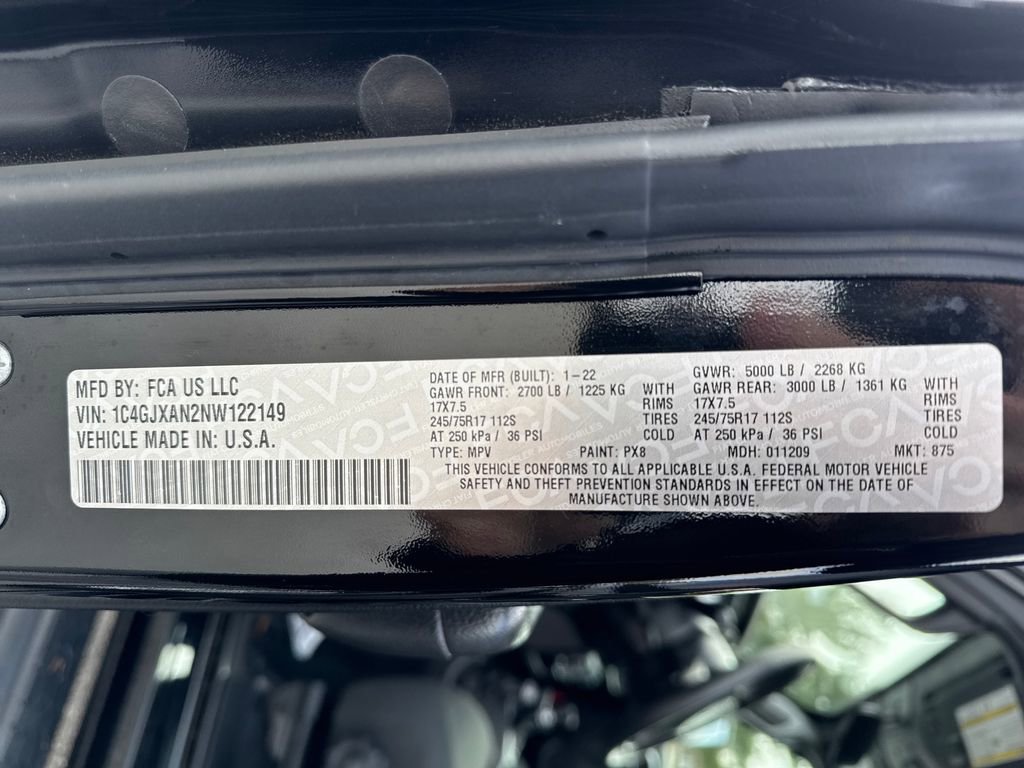 MFD BY: FCA US LLC
VIN: 1C4GJXAN2NW122149
VEHICLE MADE IN: U.S.A.
DATE OF MFR (BUILT): 1-22
GAWR FRONT: 2700 LB / 1225 KG WITH
17X7.5 RIMS
245/75R17 112S TIRES
AT 250 kPa / 36 PSI COLD
GVWR: 5000 LB / 2268 KG
GAWR REAR: 3000 LB / 1361 KG WITH
17X7.5 RIMS
245/75R17 112S TIRES
AT 250 kPa / 36 PSI COLD
TYPE: MPV PAINT: PX8 MDH: 011209 MKT: 875
THIS VEHICLE CONFORMS TO ALL APPLICABLE U.S.A. FEDERAL MOTOR VEHICLE
SAFETY AND THEFT PREVENTION STANDARDS IN EFFECT ON THE DATE OF
MANUFACTURE SHOWN ABOVE.